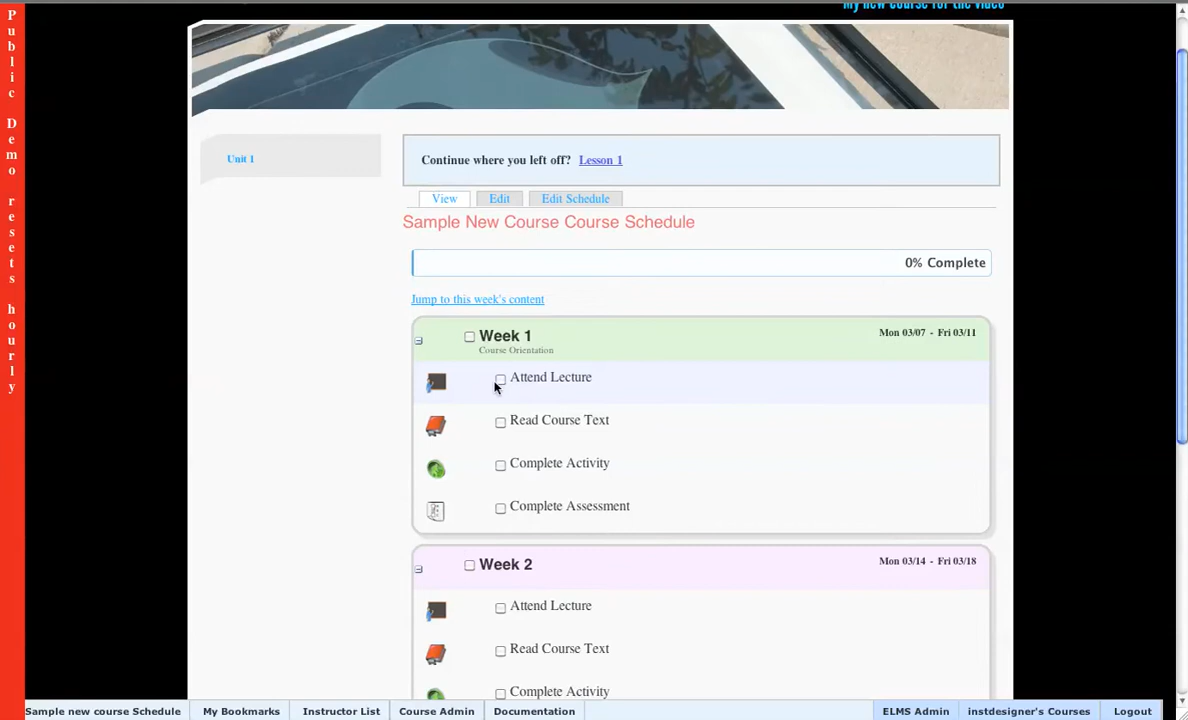 My new course for the video
Public Demo resets hourly
Unit 1
Continue where you left off? Lesson 1
View Edit Edit Schedule
Sample New Course Course Schedule
0% Complete
Jump to this week's content
Week 1 Mon 03/07 - Fri 03/11
Course Orientation
Attend Lecture
Read Course Text
Complete Activity
Complete Assessment
Week 2 Mon 03/14 - Fri 03/18
Attend Lecture
Read Course Text
Complete Activity
Sample new course Schedule My Bookmarks Instructor List Course Admin Documentation ELMS Admin instdesigner's Courses Logout